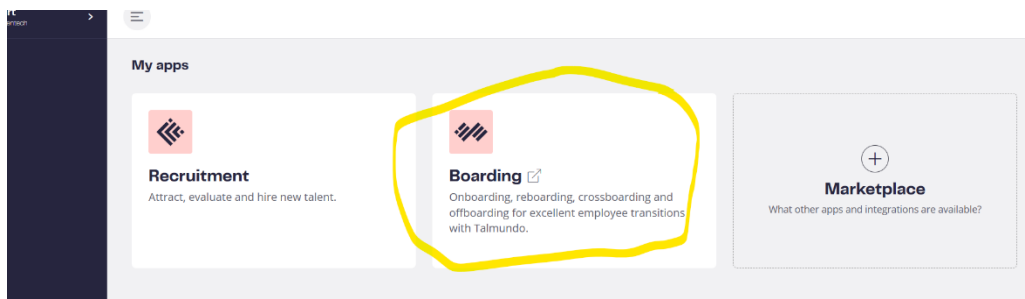 My apps
Recruitment
Attract, evaluate and hire new talent.
Boarding
Onboarding, reboarding, crossboarding and
offboarding for excellent employee transitions
with Talmundo.
Marketplace
What other apps and integrations are available?